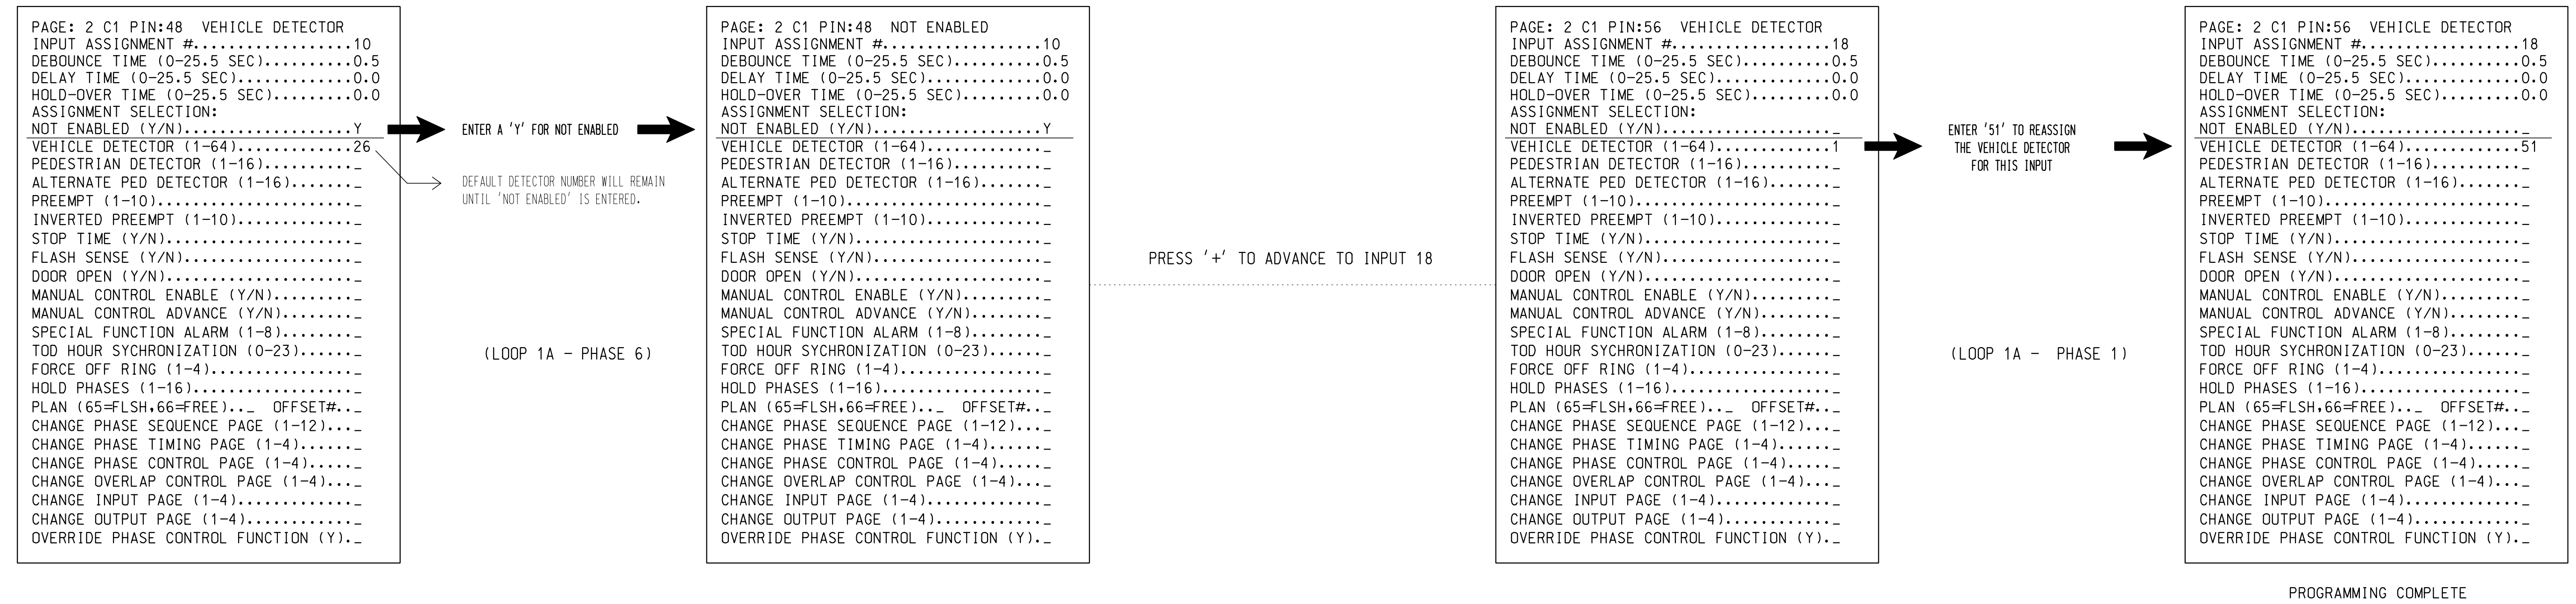 PAGE: 2 C1 PIN:48 VEHICLE DETECTOR
INPUT ASSIGNMENT #...................10
DEBOUNCE TIME (0-25.5 SEC)..........0.5
DELAY TIME (0-25.5 SEC).............0.0
HOLD-OVER TIME (0-25.5 SEC).........0.0
ASSIGNMENT SELECTION:
NOT ENABLED (Y/N)....................Y
VEHICLE DETECTOR (1-64).............26
PEDESTRIAN DETECTOR (1-16)..........._
ALTERNATE PED DETECTOR (1-16)......._
PREEMPT (1-10)......................._
INVERTED PREEMPT (1-10).............._
STOP TIME (Y/N)......................_
FLASH SENSE (Y/N)...................._
DOOR OPEN (Y/N)......................_
MANUAL CONTROL ENABLE (Y/N)........._
MANUAL CONTROL ADVANCE (Y/N)........_
SPECIAL FUNCTION ALARM (1-8)........_
TOD HOUR SYCHRONIZATION (0-23)......_
FORCE OFF RING (1-4)................._
HOLD PHASES (1-16)..................._
PLAN (65=FLSH,66=FREE).._ OFFSET#.._
CHANGE PHASE SEQUENCE PAGE (1-12)..._
CHANGE PHASE TIMING PAGE (1-4)......_
CHANGE PHASE CONTROL PAGE (1-4)....._
CHANGE OVERLAP CONTROL PAGE (1-4)..._
CHANGE INPUT PAGE (1-4)............._
CHANGE OUTPUT PAGE (1-4)............_
OVERRIDE PHASE CONTROL FUNCTION (Y)._
ENTER A 'Y' FOR NOT ENABLED
DEFAULT DETECTOR NUMBER WILL REMAIN
UNTIL 'NOT ENABLED' IS ENTERED.
(LOOP 1A - PHASE 6)
PAGE: 2 C1 PIN:48 NOT ENABLED
INPUT ASSIGNMENT #...................10
DEBOUNCE TIME (0-25.5 SEC)..........0.5
DELAY TIME (0-25.5 SEC).............0.0
HOLD-OVER TIME (0-25.5 SEC).........0.0
ASSIGNMENT SELECTION:
NOT ENABLED (Y/N)....................Y
VEHICLE DETECTOR (1-64).............._
PEDESTRIAN DETECTOR (1-16)..........._
ALTERNATE PED DETECTOR (1-16)......._
PREEMPT (1-10)......................._
INVERTED PREEMPT (1-10).............._
STOP TIME (Y/N)......................_
FLASH SENSE (Y/N)...................._
DOOR OPEN (Y/N)......................_
MANUAL CONTROL ENABLE (Y/N)........._
MANUAL CONTROL ADVANCE (Y/N)........_
SPECIAL FUNCTION ALARM (1-8)........_
TOD HOUR SYCHRONIZATION (0-23)......_
FORCE OFF RING (1-4)................._
HOLD PHASES (1-16)..................._
PLAN (65=FLSH,66=FREE).._ OFFSET#.._
CHANGE PHASE SEQUENCE PAGE (1-12)..._
CHANGE PHASE TIMING PAGE (1-4)......_
CHANGE PHASE CONTROL PAGE (1-4)....._
CHANGE OVERLAP CONTROL PAGE (1-4)..._
CHANGE INPUT PAGE (1-4)............._
CHANGE OUTPUT PAGE (1-4)............_
OVERRIDE PHASE CONTROL FUNCTION (Y)._
PRESS '+' TO ADVANCE TO INPUT 18
PAGE: 2 C1 PIN:56 VEHICLE DETECTOR
INPUT ASSIGNMENT #...................18
DEBOUNCE TIME (0-25.5 SEC)..........0.5
DELAY TIME (0-25.5 SEC).............0.0
HOLD-OVER TIME (0-25.5 SEC).........0.0
ASSIGNMENT SELECTION:
NOT ENABLED (Y/N)...................._
VEHICLE DETECTOR (1-64)..............1
PEDESTRIAN DETECTOR (1-16)..........._
ALTERNATE PED DETECTOR (1-16)......._
PREEMPT (1-10)......................._
INVERTED PREEMPT (1-10).............._
STOP TIME (Y/N)......................_
FLASH SENSE (Y/N)...................._
DOOR OPEN (Y/N)......................_
MANUAL CONTROL ENABLE (Y/N)........._
MANUAL CONTROL ADVANCE (Y/N)........_
SPECIAL FUNCTION ALARM (1-8)........_
TOD HOUR SYCHRONIZATION (0-23)......_
FORCE OFF RING (1-4)................._
HOLD PHASES (1-16)..................._
PLAN (65=FLSH,66=FREE).._ OFFSET#.._
CHANGE PHASE SEQUENCE PAGE (1-12)..._
CHANGE PHASE TIMING PAGE (1-4)......_
CHANGE PHASE CONTROL PAGE (1-4)....._
CHANGE OVERLAP CONTROL PAGE (1-4)..._
CHANGE INPUT PAGE (1-4)............._
CHANGE OUTPUT PAGE (1-4)............_
OVERRIDE PHASE CONTROL FUNCTION (Y)._
ENTER '51' TO REASSIGN
THE VEHICLE DETECTOR
FOR THIS INPUT
(LOOP 1A - PHASE 1)
PAGE: 2 C1 PIN:56 VEHICLE DETECTOR
INPUT ASSIGNMENT #...................18
DEBOUNCE TIME (0-25.5 SEC)..........0.5
DELAY TIME (0-25.5 SEC).............0.0
HOLD-OVER TIME (0-25.5 SEC).........0.0
ASSIGNMENT SELECTION:
NOT ENABLED (Y/N)...................._
VEHICLE DETECTOR (1-64).............51
PEDESTRIAN DETECTOR (1-16)..........._
ALTERNATE PED DETECTOR (1-16)......._
PREEMPT (1-10)......................._
INVERTED PREEMPT (1-10).............._
STOP TIME (Y/N)......................_
FLASH SENSE (Y/N)...................._
DOOR OPEN (Y/N)......................_
MANUAL CONTROL ENABLE (Y/N)........._
MANUAL CONTROL ADVANCE (Y/N)........_
SPECIAL FUNCTION ALARM (1-8)........_
TOD HOUR SYCHRONIZATION (0-23)......_
FORCE OFF RING (1-4)................._
HOLD PHASES (1-16)..................._
PLAN (65=FLSH,66=FREE).._ OFFSET#.._
CHANGE PHASE SEQUENCE PAGE (1-12)..._
CHANGE PHASE TIMING PAGE (1-4)......_
CHANGE PHASE CONTROL PAGE (1-4)....._
CHANGE OVERLAP CONTROL PAGE (1-4)..._
CHANGE INPUT PAGE (1-4)............._
CHANGE OUTPUT PAGE (1-4)............_
OVERRIDE PHASE CONTROL FUNCTION (Y)._
PROGRAMMING COMPLETE